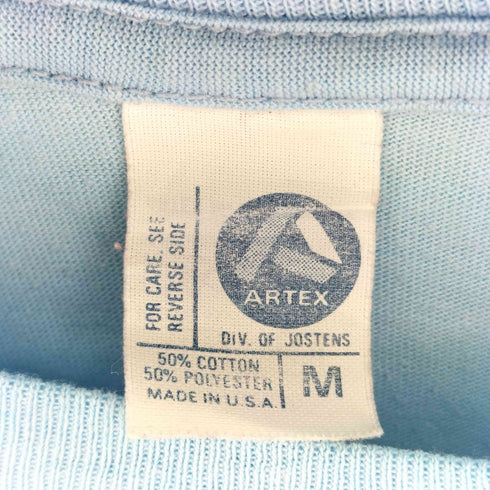 FOR CARE, SEE
REVERSE SIDE
ARTEX
DIV. OF JOSTENS
50% COTTON
50% POLYESTER
MADE IN U.S.A.
M